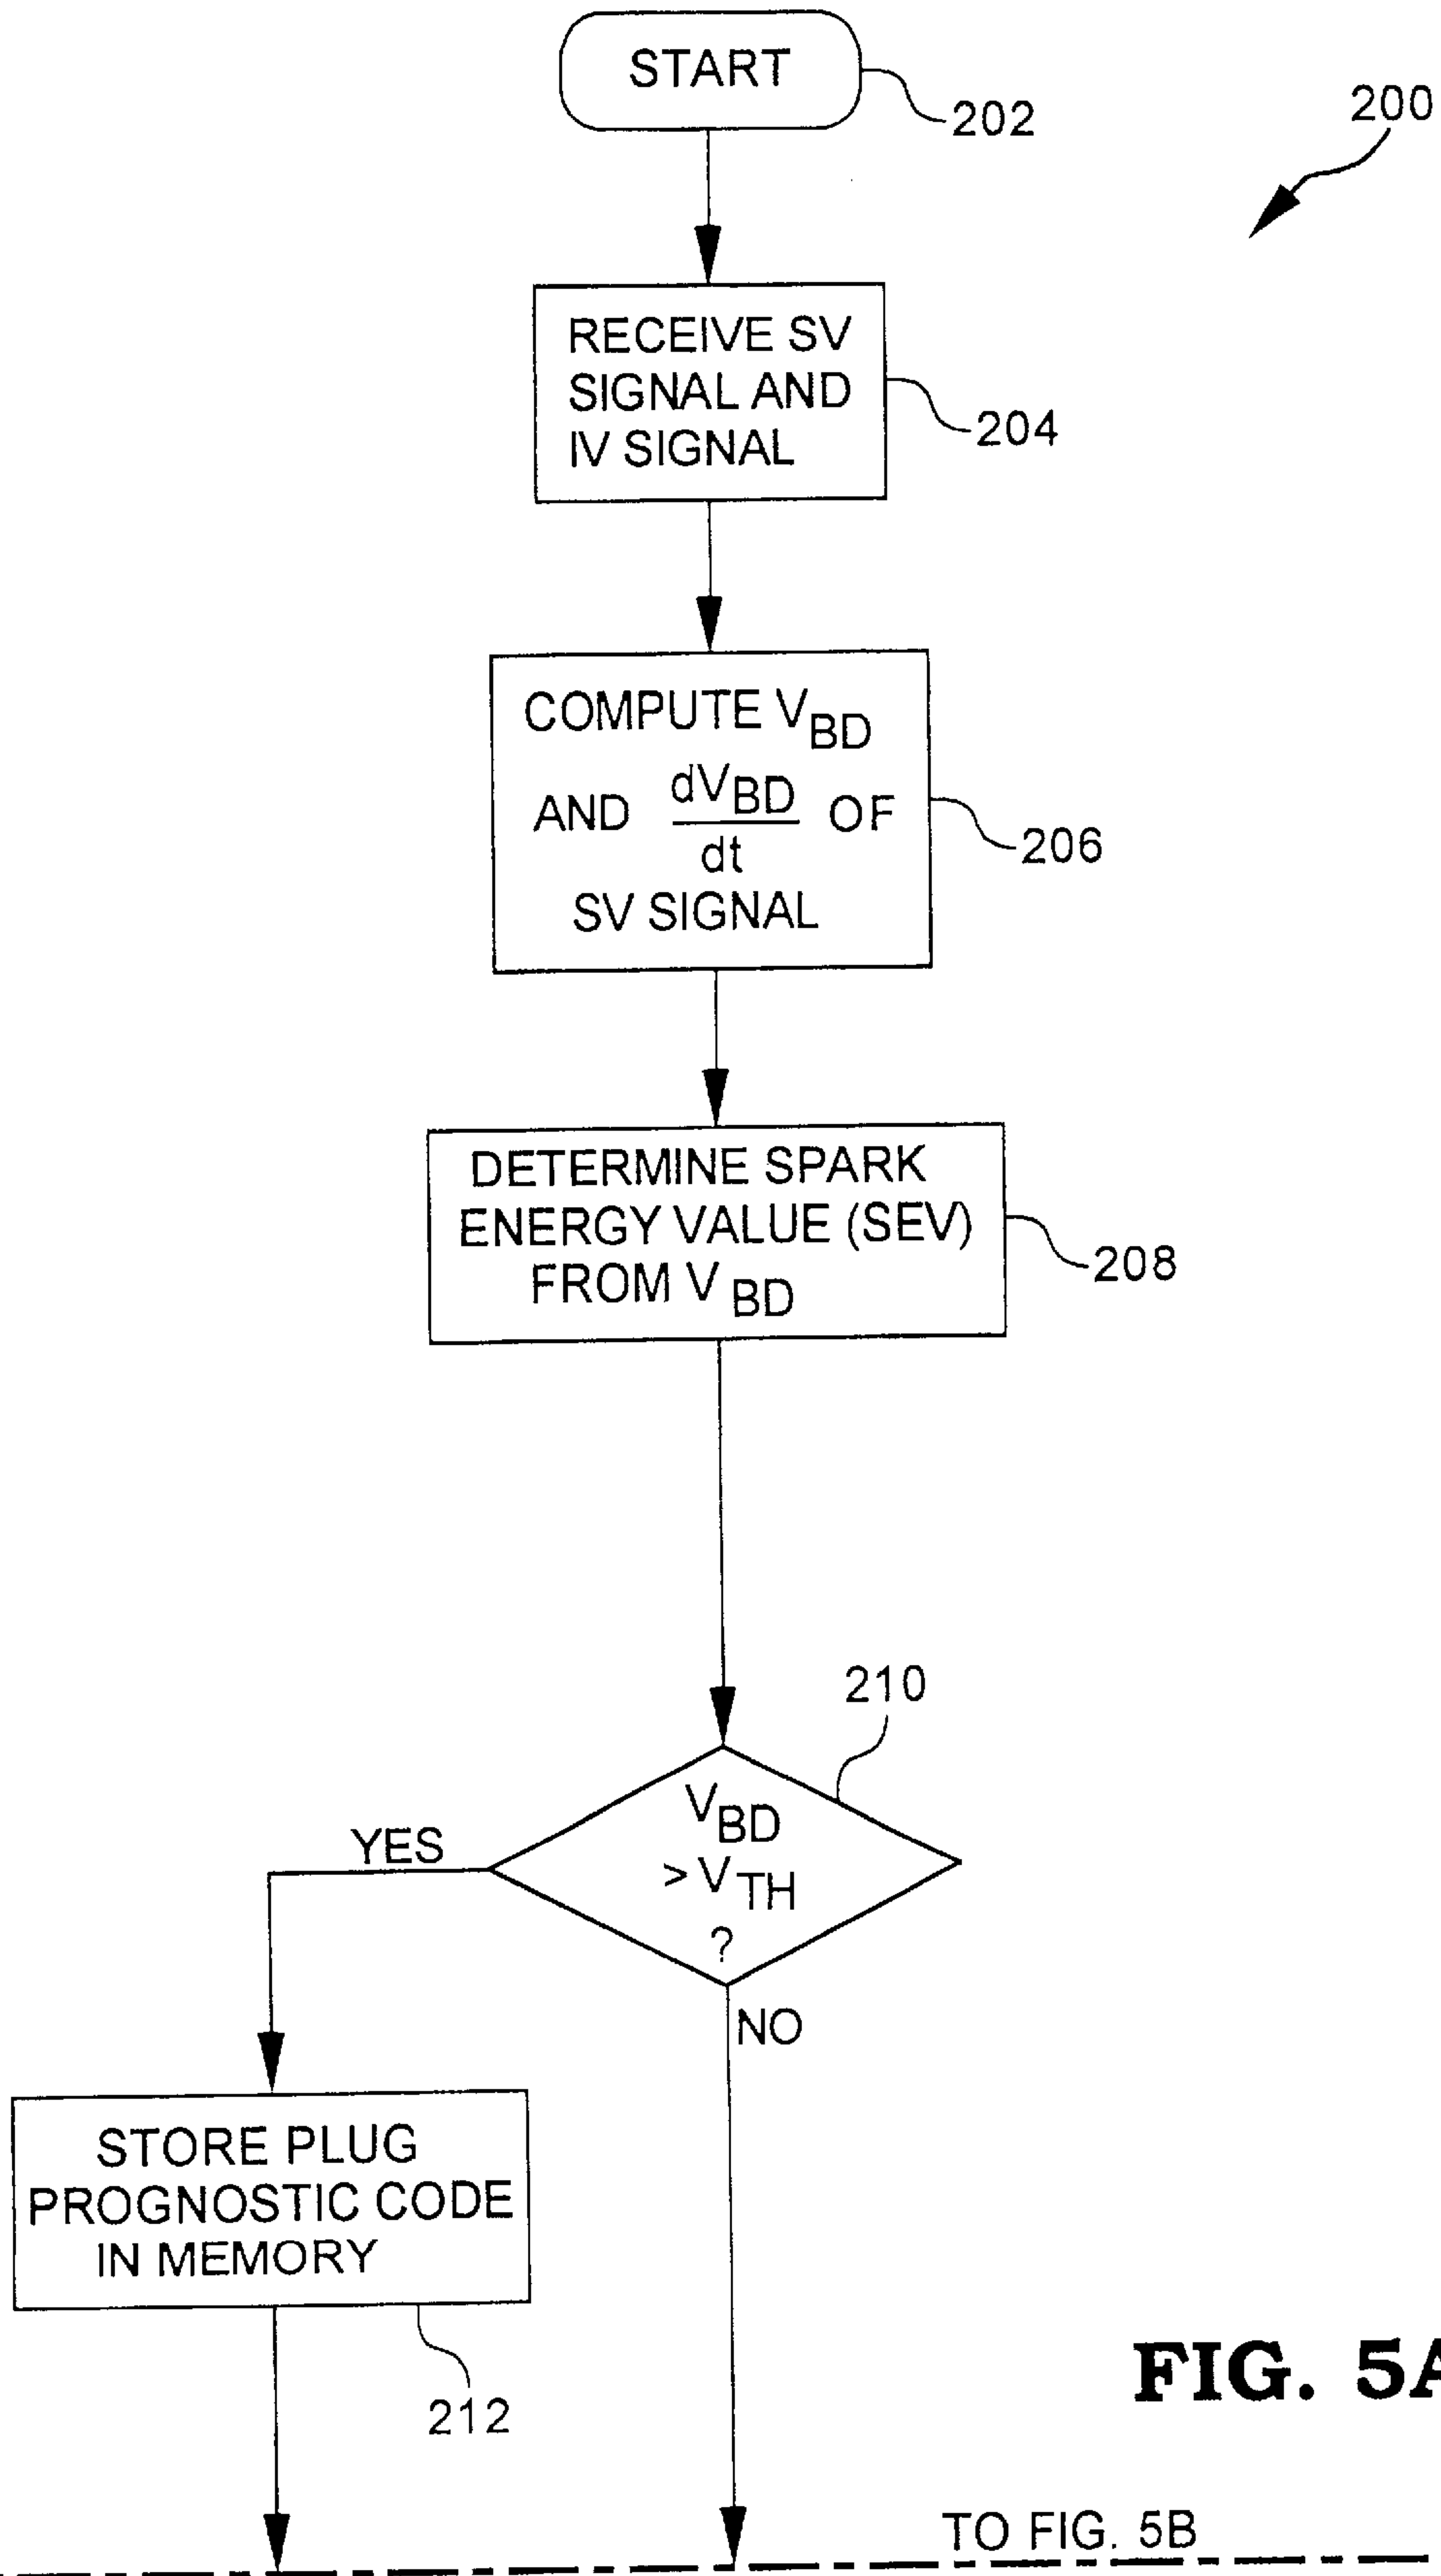 START
202
200
RECEIVE SV
SIGNAL AND
IV SIGNAL
204
COMPUTE VBD
AND dVBD/dt OF
SV SIGNAL
206
DETERMINE SPARK
ENERGY VALUE (SEV)
FROM VBD
208
210
VBD
> VTH
?
YES
NO
STORE PLUG
PROGNOSTIC CODE
IN MEMORY
212
FIG. 5A
TO FIG. 5B